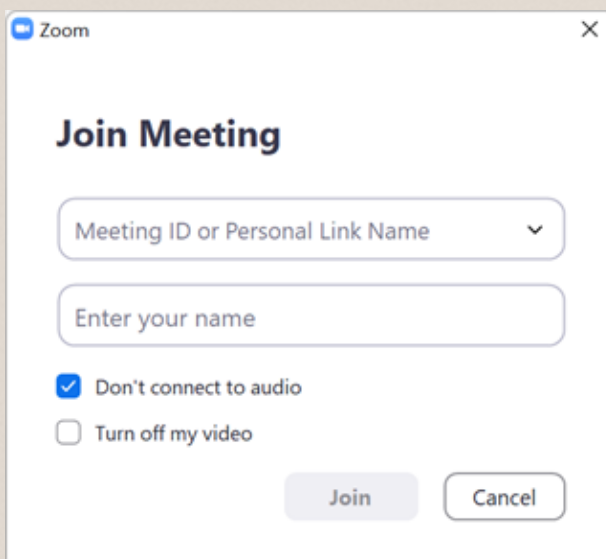 Zoom
Join Meeting
Meeting ID or Personal Link Name
Enter your name
Don't connect to audio
Turn off my video
Join Cancel